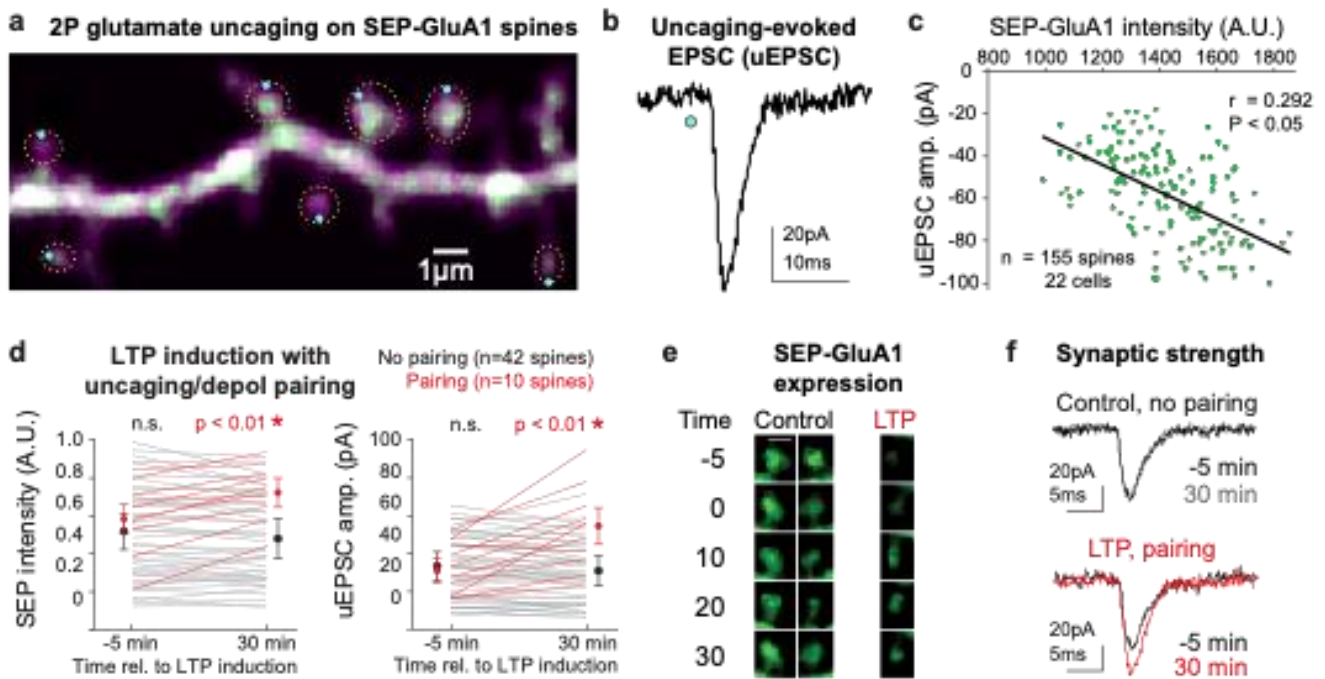 a 2P glutamate uncaging on SEP-GluA1 spines
1µm
b Uncaging-evoked
EPSC (uEPSC)
20pA
10ms
c SEP-GluA1 intensity (A.U.)
800 1000 1200 1400 1600 1800
0
-20
-40
-60
-80
-100
uEPSC amp. (pA)
r = 0.292
P < 0.05
n = 155 spines
22 cells
d LTP induction with
uncaging/depol pairing
No pairing (n=42 spines)
Pairing (n=10 spines)
n.s. p < 0.01 *
SEP intensity (A.U.)
1.0
0.8
0.6
0.4
0.2
0
-5 min 30 min
Time rel. to LTP induction
n.s. p < 0.01 *
uEPSC amp. (pA)
100
80
60
40
20
0
-5 min 30 min
Time rel. to LTP induction
e SEP-GluA1
expression
Time Control LTP
-5
0
10
20
30
f Synaptic strength
Control, no pairing
20pA
5ms
-5 min
30 min
LTP, pairing
20pA
5ms
-5 min
30 min